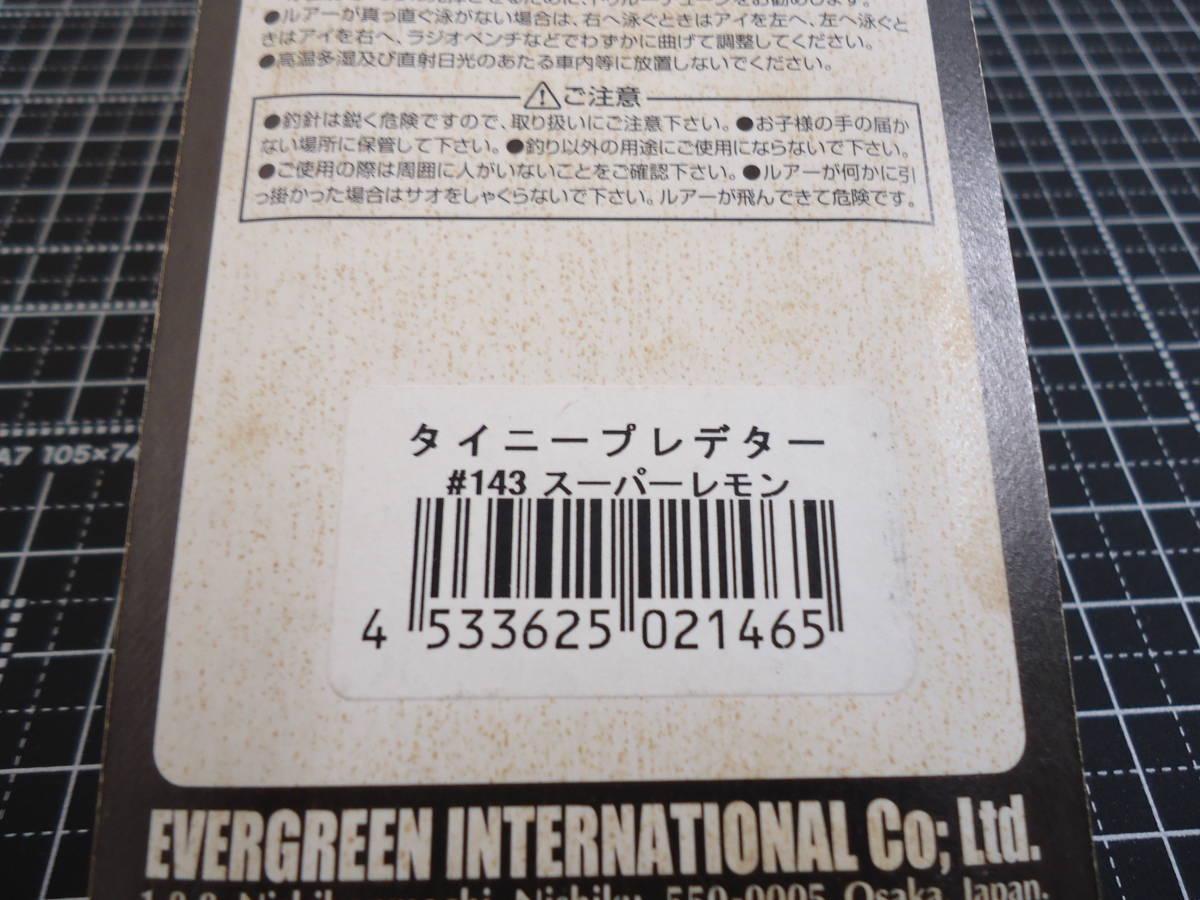 をお勧めします。
●ルアーが真っ直ぐ泳がない場合は、右へ泳ぐときはアイを左へ、左へ泳ぐと
きはアイを右へ、ラジオペンチなどでわずかに曲げて調整してください。
●高温多湿及び直射日光のあたる車内等に放置しないでください。
ご注意
●釣針は鋭く危険ですので、取り扱いにご注意下さい。●お子様の手の届か
ない場所に保管して下さい。●釣り以外の用途にご使用にならないで下さい。
●ご使用の際は周囲に人がいないことをご確認下さい。●ルアーが何かに引
っ掛かった場合はサオをしゃくらないで下さい。ルアーが飛んできて危険です。
タイニープレデター
#143 スーパーレモン
4 533625 021465
A7 105×74
EVERGREEN INTERNATIONAL Co; Ltd.
Nishiku, 550-0005 Osaka Japan.